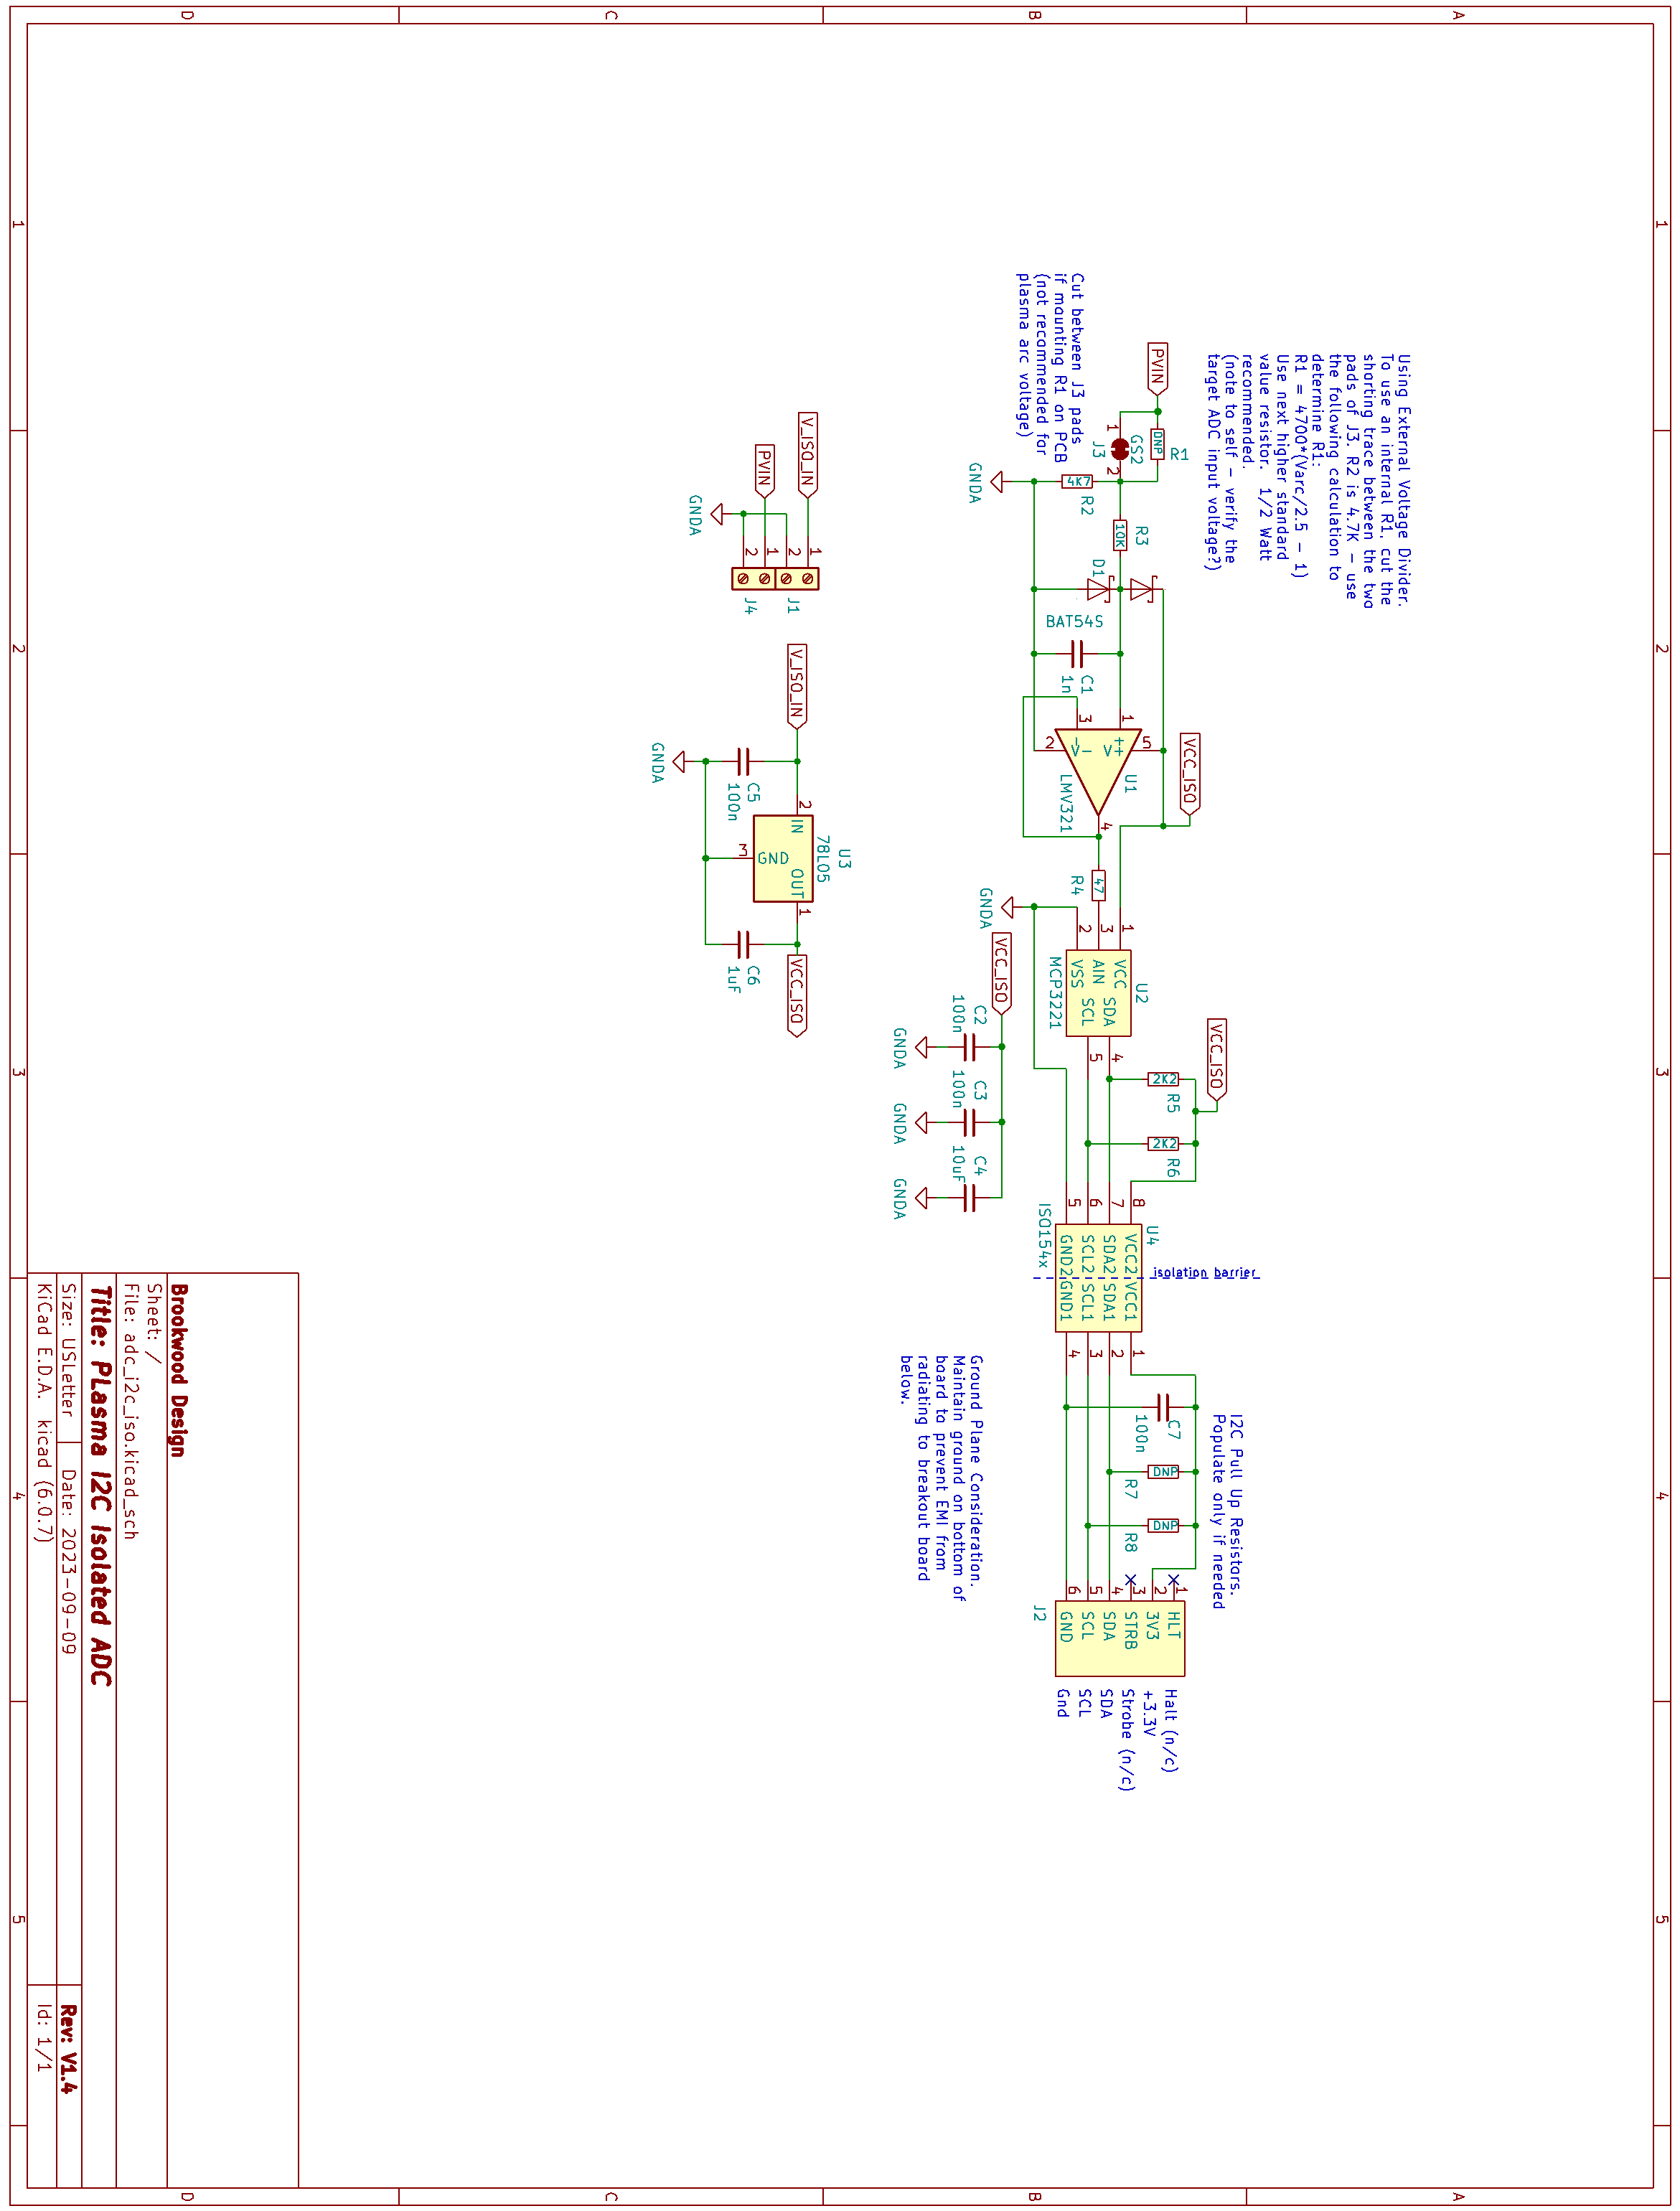 A
B
C
D
1
2
3
4
5
1
2
3
4
5
A
B
C
D
Using External Voltage Divider.
To use an internal R1, cut the
shorting trace between the two
pads of J3. R2 is 4.7K - use
the following calculation to
determine R1:
R1 = 4700*(Varc/2.5 - 1)
Use next higher standard
value resistor.  1/2 Watt
recommended.
(note to self - verify the
target ADC input voltage?)
Cut between J3 pads
if mounting R1 on PCB
(not recommended for
plasma arc voltage)
PVIN
R1
DNP
1
GS2
J3
2
4K7
R2
GNDA
R3
10K
D1
BAT54S
C1
1n
1
3
+
-
V+
V-
5
2
4
U1
LMV321
VCC_ISO
R4
47
GNDA
1
3
2
VCC
AIN
VSS
SDA
SCL
U2
MCP3221
4
5
VCC_ISO
2K2
R5
2K2
R6
VCC_ISO
C2
100n
GNDA
C3
100n
GNDA
C4
10uF
GNDA
8
7
6
5
U4
ISO154x
VCC2 VCC1
SDA2 SDA1
SCL2 SCL1
GND2 GND1
isolation barrier
1
2
3
4
C7
100n
I2C Pull Up Resistors.
Populate only if needed
DNP
R7
DNP
R8
1
2
3
4
5
6
HLT
3V3
STRB
SDA
SCL
GND
J2
Halt (n/c)
+3.3V
Strobe (n/c)
SDA
SCL
Gnd
Ground Plane Consideration.
Maintain ground on bottom of
board to prevent EMI from
radiating to breakout board
below.
V_ISO_IN
PVIN
GNDA
1
2
1
2
J1
J4
V_ISO_IN
C5
100n
GNDA
2
IN
3
GND
OUT
1
U3
78L05
C6
1uF
VCC_ISO
Brookwood Design
Sheet: /
File: adc_i2c_iso.kicad_sch
Title: PLasma I2C Isolated ADC
Size: USLetter
Date: 2023-09-09
Rev: V1.4
KiCad E.D.A.  kicad (6.0.7)
Id: 1/1